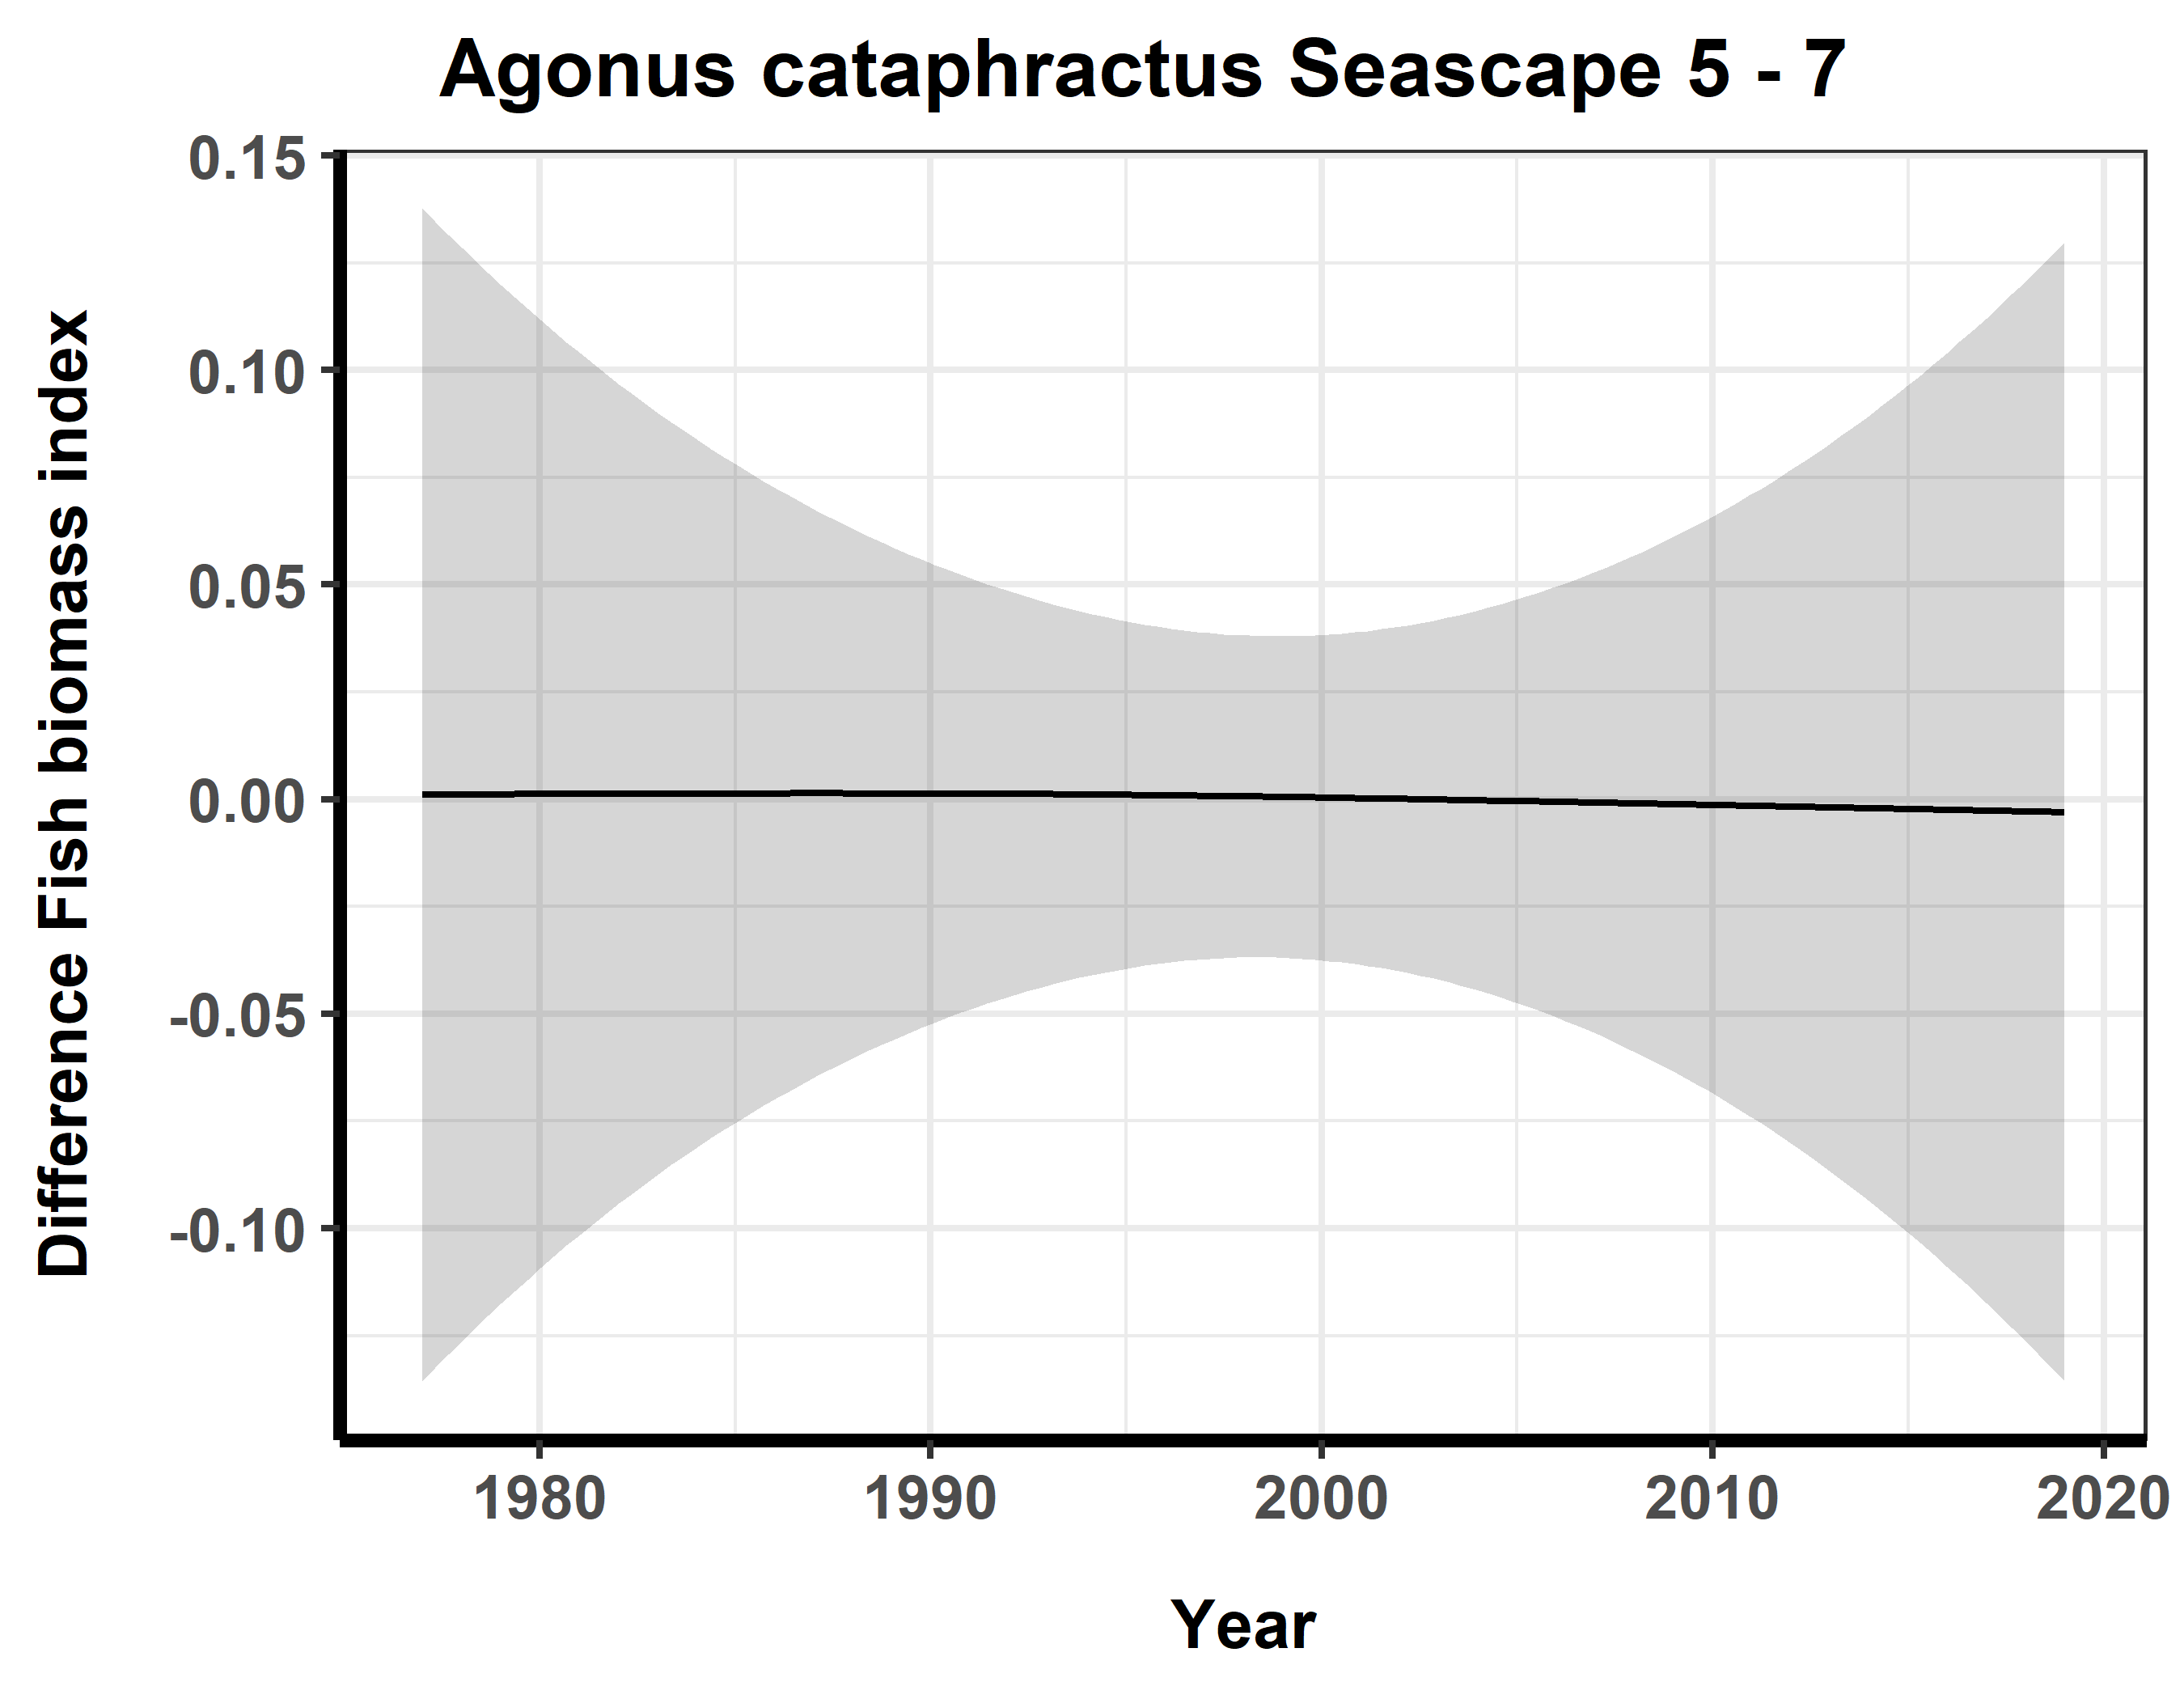 Agonus cataphractus Seascape 5 - 7
Difference Fish biomass index
0.15
0.10
0.05
0.00
-0.05
-0.10
1980 1990 2000 2010 2020
Year